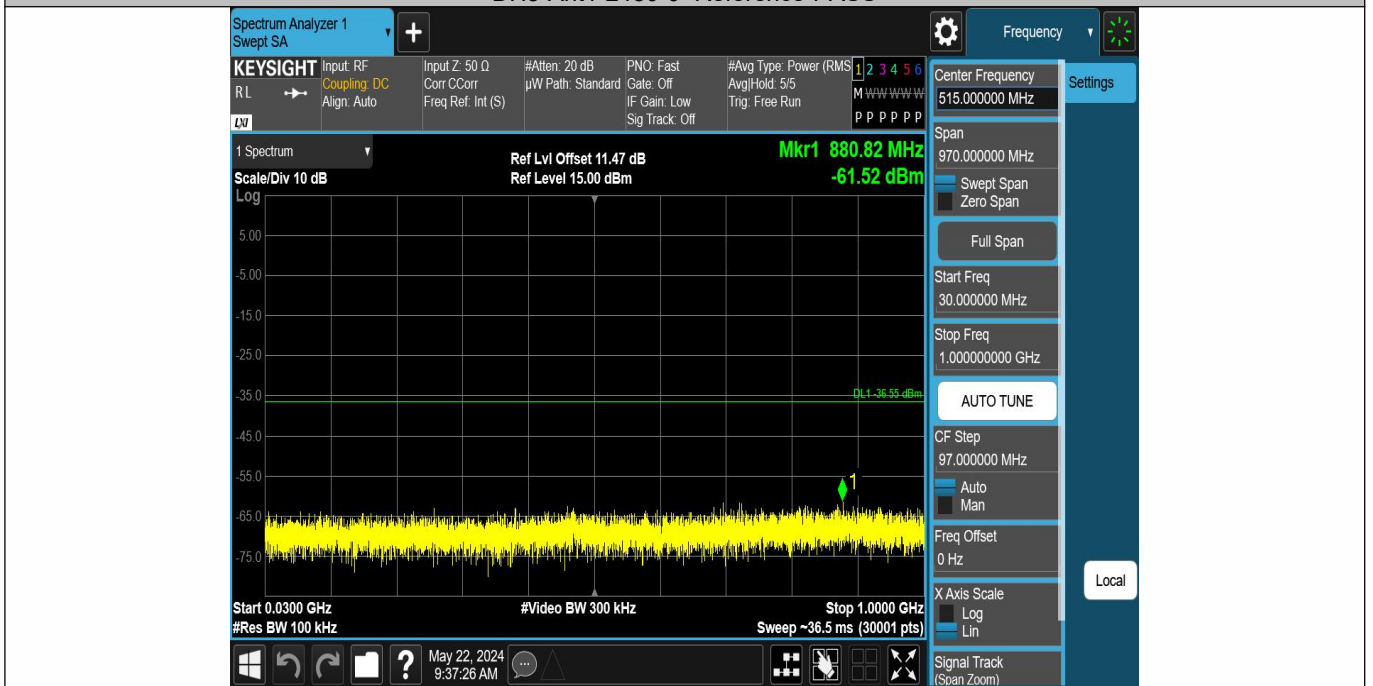 Spectrum Analyzer 1
Swept SA
+
Frequency
KEYSIGHT
RL
LXI
Input: RF
Coupling: DC
Align: Auto
Input Z: 50 Ω
Corr CCorr
Freq Ref: Int (S)
#Atten: 20 dB
µW Path: Standard
PNO: Fast
Gate: Off
IF Gain: Low
Sig Track: Off
#Avg Type: Power (RMS
Avg|Hold: 5/5
Trig: Free Run
1 2 3 4 5 6
M W W W W W
P P P P P P
Center Frequency
515.000000 MHz
Settings
1 Spectrum
Scale/Div 10 dB
Ref Lvl Offset 11.47 dB
Ref Level 15.00 dBm
Mkr1 880.82 MHz
-61.52 dBm
Log
5.00
-5.00
-15.0
-25.0
-35.0
-45.0
-55.0
-65.0
-75.0
DL1 -36.55 dBm
1
Start 0.0300 GHz
#Res BW 100 kHz
#Video BW 300 kHz
Stop 1.0000 GHz
Sweep ~36.5 ms (30001 pts)
Span
970.000000 MHz
Swept Span
Zero Span
Full Span
Start Freq
30.000000 MHz
Stop Freq
1.000000000 GHz
AUTO TUNE
CF Step
97.000000 MHz
Auto
Man
Freq Offset
0 Hz
X Axis Scale
Log
Lin
Signal Track
(Span Zoom)
Local
?
May 22, 2024
9:37:26 AM